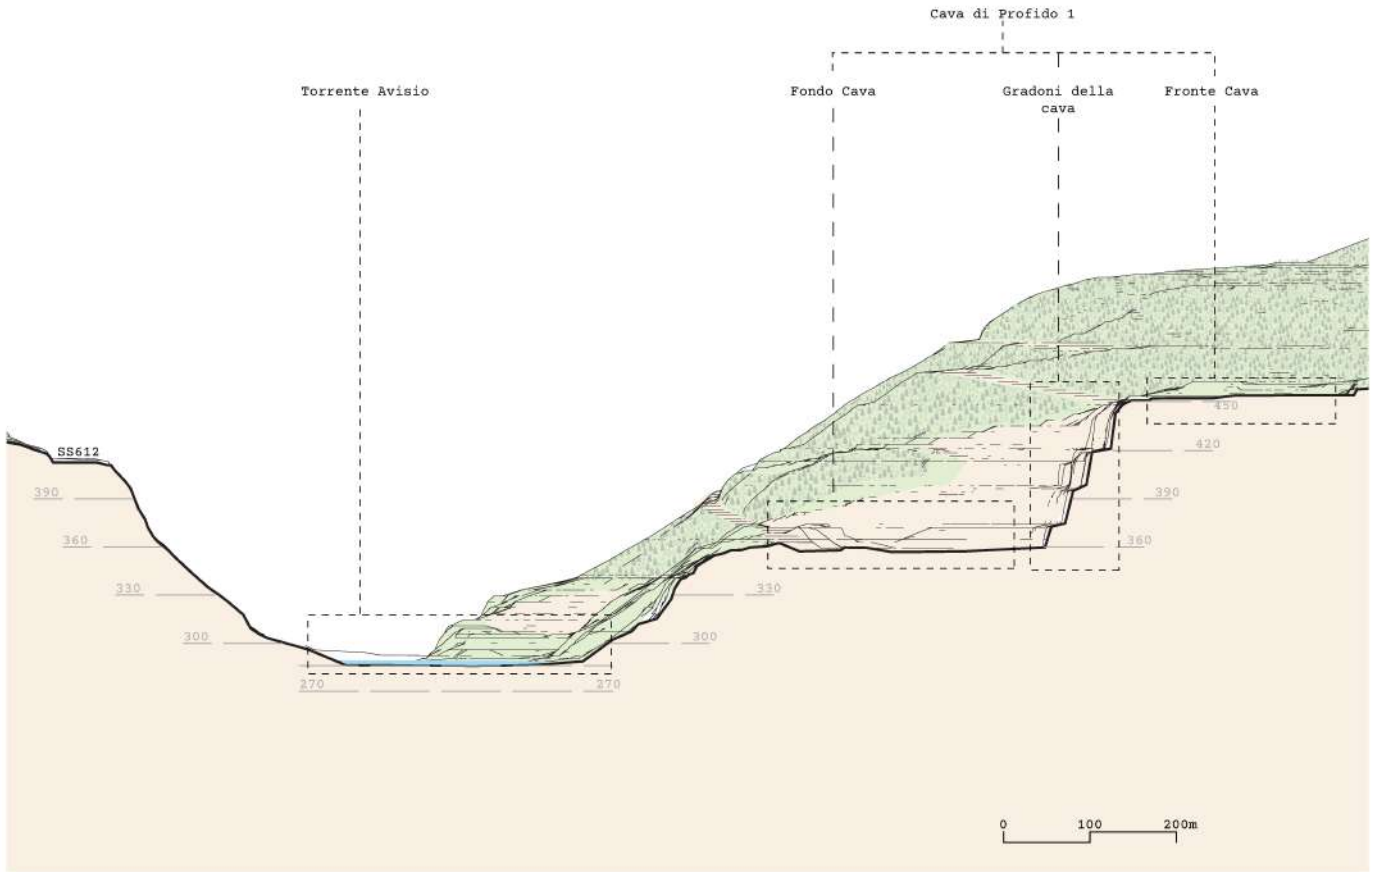 Cava di Profido 1
Torrente Avisio
Fondo Cava
Gradoni della
cava
Fronte Cava
450
SS612
420
390
390
360
360
330
330
300
300
270
270
0 100 200m